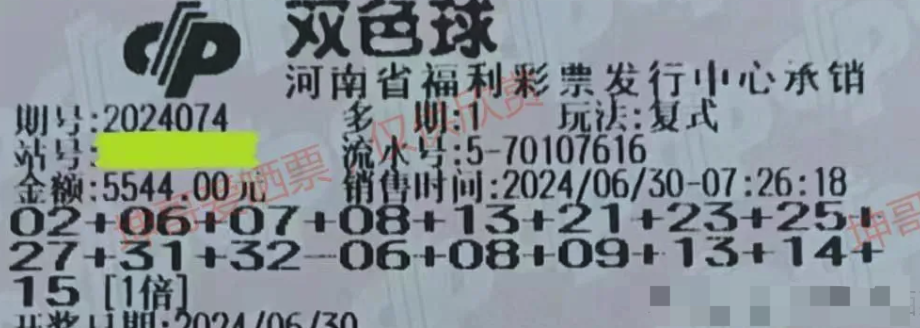 双色球
河南省福利彩票发行中心承销
期号:2024074 多 期:1 玩法:复式
站号: 流水号:5-70107616
金额:5544.00元 销售时间:2024/06/30-07:26:18
02+06+07+08+13+21+23+25+
27+31+32-06+08+09+13+14+
15 [1倍]
开奖日期:2024/06/30